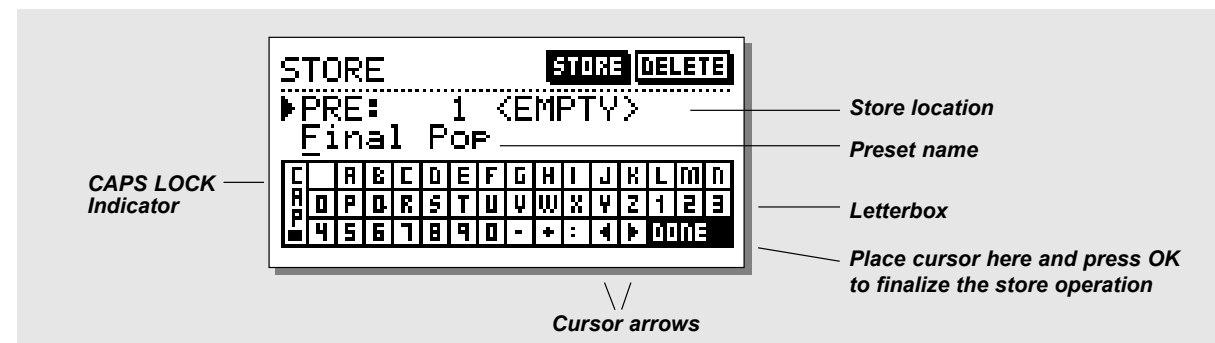 STORE STORE DELETE
PRE: 1 <EMPTY>
Final Pop
CAP
A B C D E F G H I J K L M N
O P Q R S T U V W X Y Z 1 2 3
4 5 6 7 8 9 0 - + : DONE
CAPS LOCK
Indicator
Store location
Preset name
Letterbox
Place cursor here and press OK
to finalize the store operation
Cursor arrows